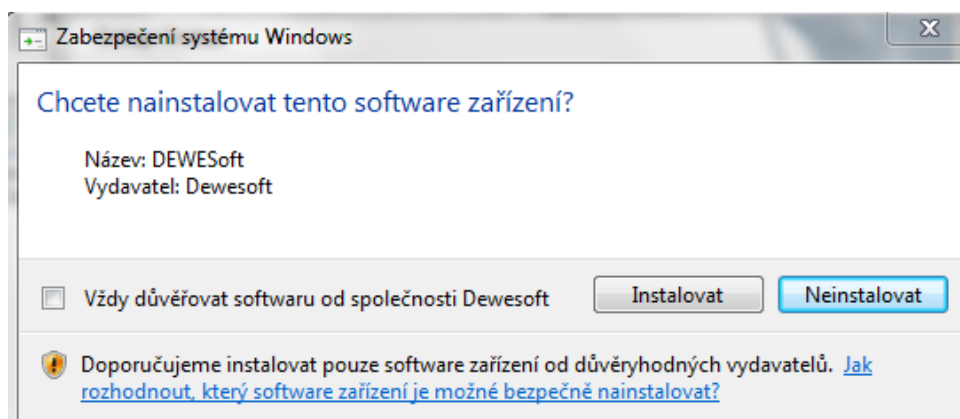 Zabezpečení systému Windows
Chcete nainstalovat tento software zařízení?
Název: DEWESoft
Vydavatel: Dewesoft
Vždy důvěřovat softwaru od společnosti Dewesoft
Instalovat
Neinstalovat
Doporučujeme instalovat pouze software zařízení od důvěryhodných vydavatelů. Jak
rozhodnout, který software zařízení je možné bezpečně nainstalovat?